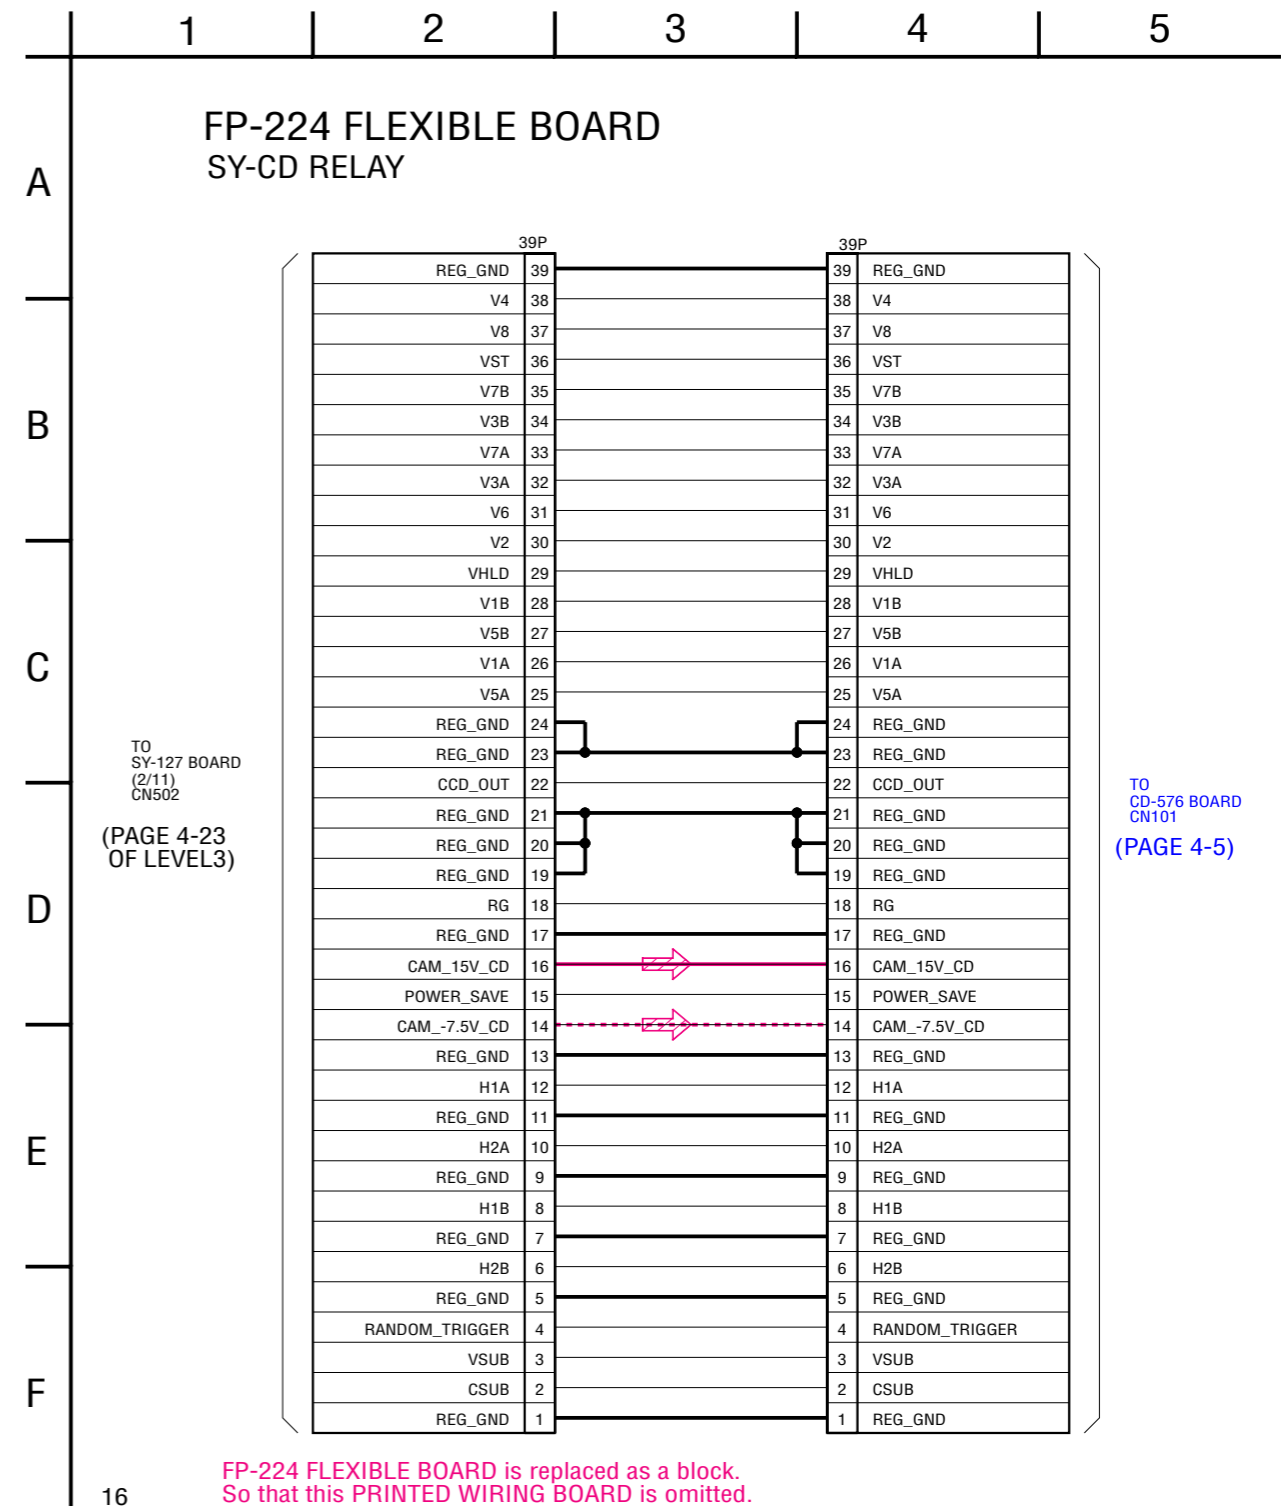 1 2 3 4 5
FP-224 FLEXIBLE BOARD
SY-CD RELAY
A
B
C
D
E
F
39P 39P
REG_GND 39 39 REG_GND
V4 38 38 V4
V8 37 37 V8
VST 36 36 VST
V7B 35 35 V7B
V3B 34 34 V3B
V7A 33 33 V7A
V3A 32 32 V3A
V6 31 31 V6
V2 30 30 V2
VHLD 29 29 VHLD
V1B 28 28 V1B
V5B 27 27 V5B
V1A 26 26 V1A
V5A 25 25 V5A
REG_GND 24 24 REG_GND
REG_GND 23 23 REG_GND
CCD_OUT 22 22 CCD_OUT
REG_GND 21 21 REG_GND
REG_GND 20 20 REG_GND
REG_GND 19 19 REG_GND
RG 18 18 RG
REG_GND 17 17 REG_GND
CAM_15V_CD 16 16 CAM_15V_CD
POWER_SAVE 15 15 POWER_SAVE
CAM_-7.5V_CD 14 14 CAM_-7.5V_CD
REG_GND 13 13 REG_GND
H1A 12 12 H1A
REG_GND 11 11 REG_GND
H2A 10 10 H2A
REG_GND 9 9 REG_GND
H1B 8 8 H1B
REG_GND 7 7 REG_GND
H2B 6 6 H2B
REG_GND 5 5 REG_GND
RANDOM_TRIGGER 4 4 RANDOM_TRIGGER
VSUB 3 3 VSUB
CSUB 2 2 CSUB
REG_GND 1 1 REG_GND
TO
SY-127 BOARD
(2/11)
CN502
(PAGE 4-23
OF LEVEL3)
TO
CD-576 BOARD
CN101
(PAGE 4-5)
FP-224 FLEXIBLE BOARD is replaced as a block.
So that this PRINTED WIRING BOARD is omitted.
16